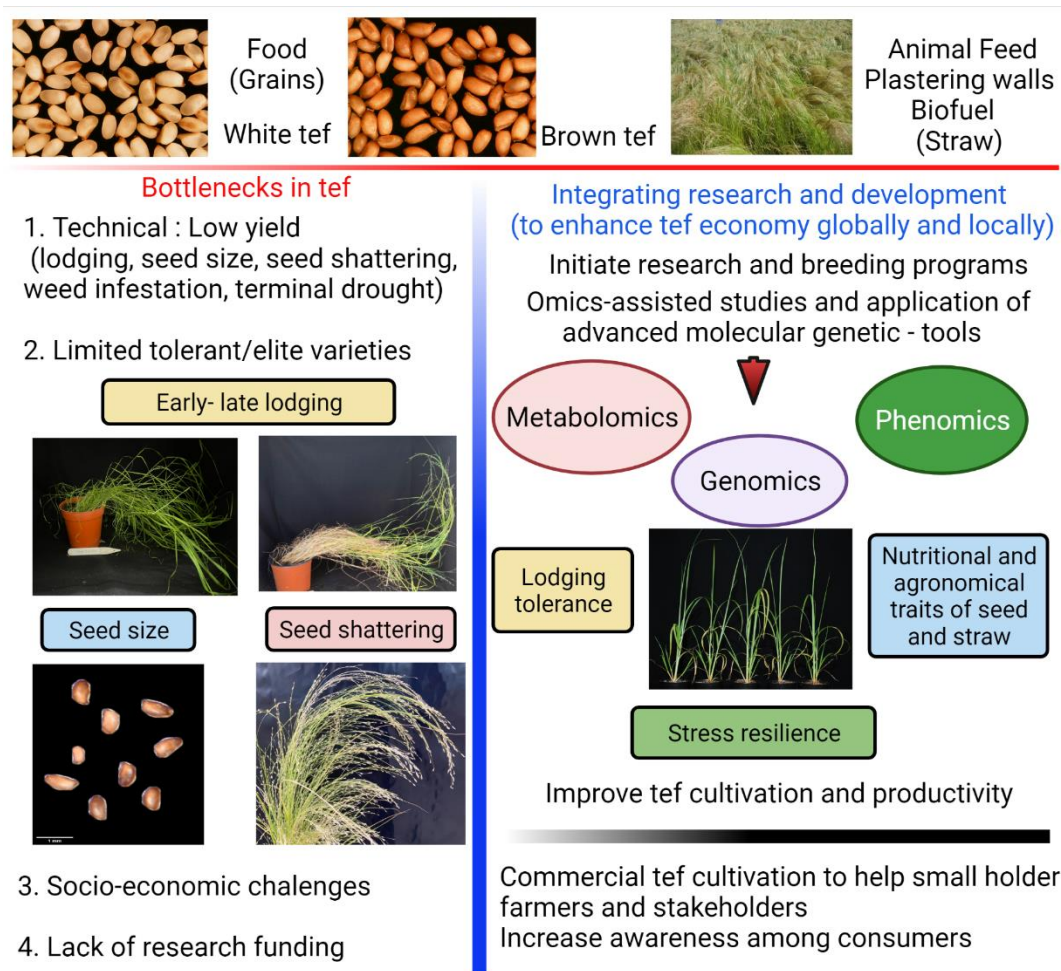 Food
(Grains)
White tef
Brown tef
Animal Feed
Plastering walls
Biofuel
(Straw)
Bottlenecks in tef
1. Technical : Low yield
(lodging, seed size, seed shattering,
weed infestation, terminal drought)
2. Limited tolerant/elite varieties
Early- late lodging
Seed size
Seed shattering
1 mm
3. Socio-economic chalenges
4. Lack of research funding
Integrating research and development
(to enhance tef economy globally and locally)
Initiate research and breeding programs
Omics-assisted studies and application of
advanced molecular genetic - tools
Metabolomics
Phenomics
Genomics
Lodging
tolerance
Nutritional and
agronomical
traits of seed
and straw
Stress resilience
Improve tef cultivation and productivity
Commercial tef cultivation to help small holder
farmers and stakeholders
Increase awareness among consumers